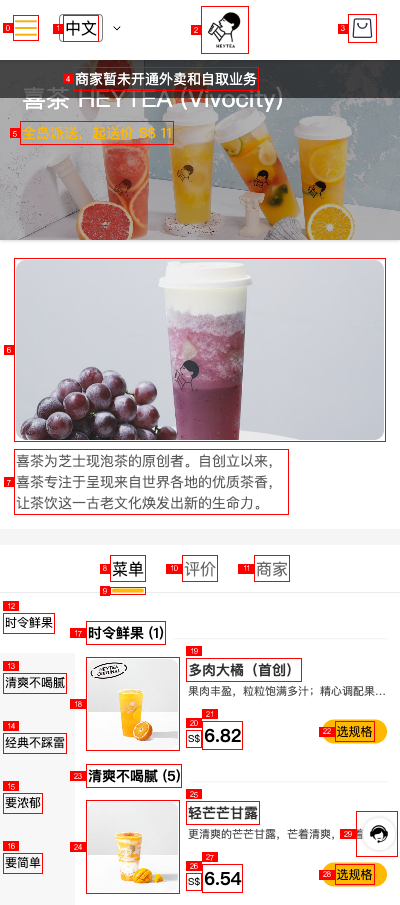 中文
HEYTEA
商家暂未开通外卖和自取业务
喜茶 HEYTEA (Vivocity)
全岛派送，起送价 S$ 11
喜茶为芝士现泡茶的原创者。自创立以来，
喜茶专注于呈现来自世界各地的优质茶香，
让茶饮这一古老文化焕发出新的生命力。
菜单
评价
商家
时令鲜果
清爽不喝腻
经典不踩雷
要浓郁
要简单
时令鲜果 (1)
多肉大橘（首创）
果肉丰盈，粒粒饱满多汁；精心调配果...
S$ 6.82
选规格
清爽不喝腻 (5)
轻芒芒甘露
更清爽的芒芒甘露，芒着清爽，
S$ 6.54
选规格
0
1
2
3
4
5
6
7
8
9
10
11
12
13
14
15
16
17
18
19
20
21
22
23
24
25
26
27
28
29